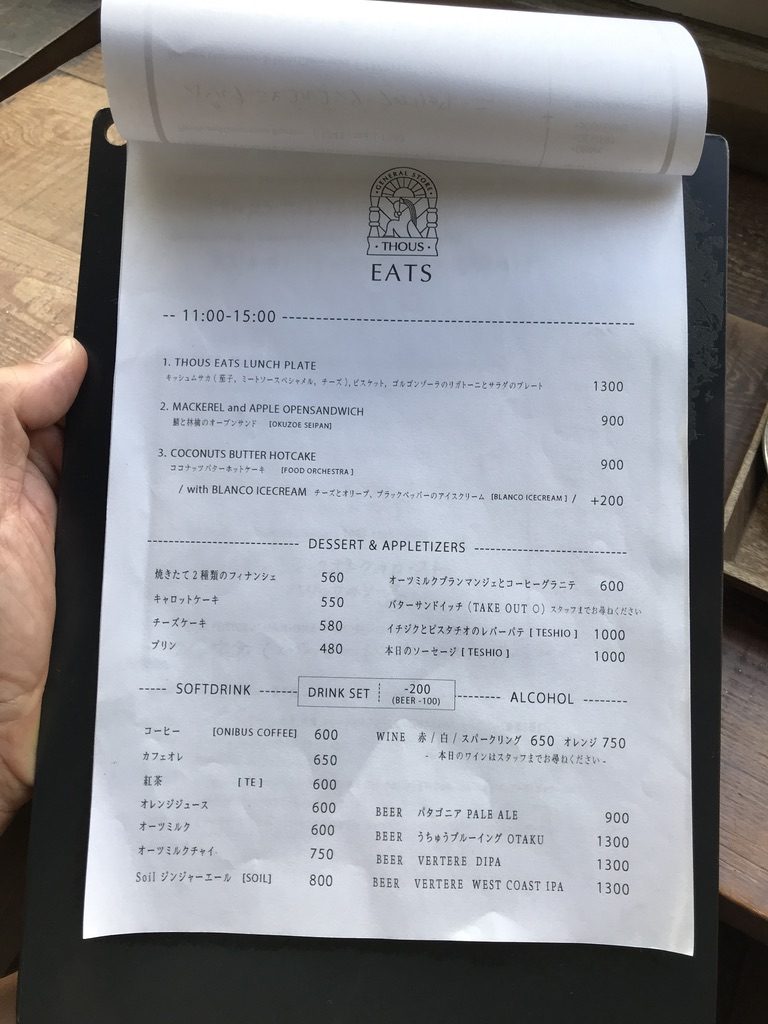 GENERAL STORE
THOUS
EATS
-- 11:00-15:00 --
1. THOUS EATS LUNCH PLATE
キッシュムサカ(茄子, ミートソースベシャメル, チーズ),ビスケット, ゴルゴンゾーラのリガトーニとサラダのプレート 1300
2. MACKEREL and APPLE OPENSANDWICH
鯖と林檎のオープンサンド [OKUZOE SEIPAN] 900
3. COCONUTS BUTTER HOTCAKE
ココナッツバターホットケーキ [FOOD ORCHESTRA] 900
/ with BLANCO ICECREAM チーズとオリーブ, ブラックペッパーのアイスクリーム [BLANCO ICECREAM] / +200
DESSERT & APPLETIZERS
焼きたて2種類のフィナンシェ 560
キャロットケーキ 550
チーズケーキ 580
プリン 480
オーツミルクブランマンジェとコーヒーグラニテ 600
バターサンドイッチ (TAKE OUT ○) スタッフまでお尋ねください
イチジクとピスタチオのレバーパテ [TESHIO] 1000
本日のソーセージ [TESHIO] 1000
SOFTDRINK
DRINK SET -200
(BEER -100)
ALCOHOL
コーヒー [ONIBUS COFFEE] 600
カフェオレ 650
紅茶 [TE] 600
オレンジジュース 600
オーツミルク 600
オーツミルクチャイ 750
Soil ジンジャーエール [SOIL] 800
WINE 赤/白/スパークリング 650 オレンジ 750
- 本日のワインはスタッフまでお尋ねください -
BEER パタゴニア PALE ALE 900
BEER うちゅうブルーイング OTAKU 1300
BEER VERTERE DIPA 1300
BEER VERTERE WEST COAST IPA 1300